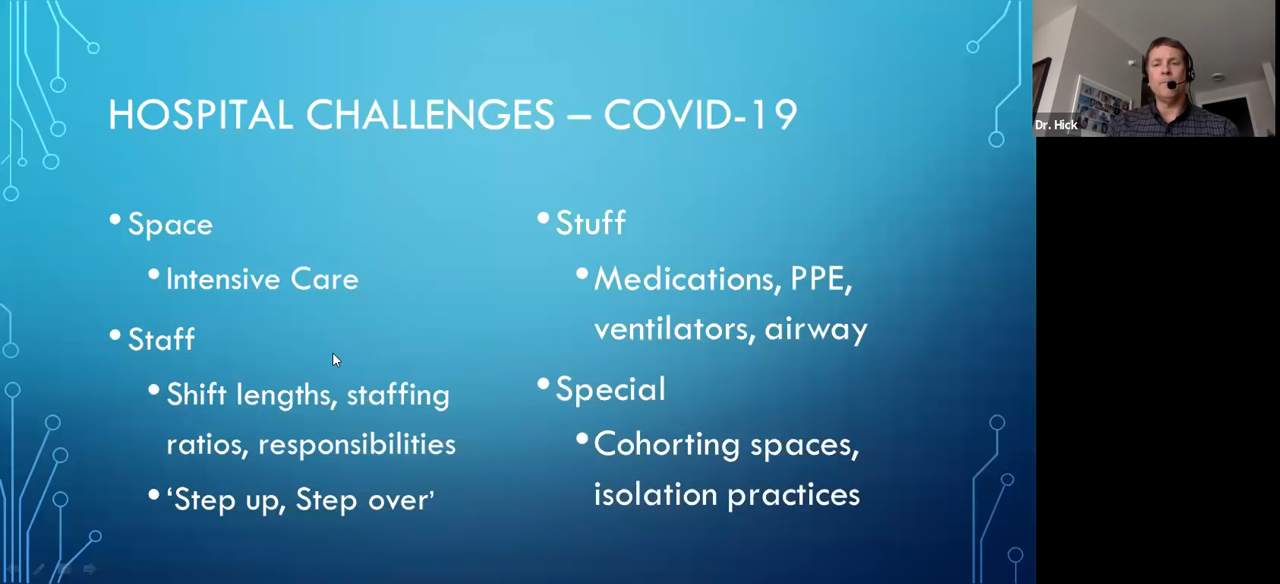 HOSPITAL CHALLENGES – COVID-19
• Space
• Intensive Care
• Staff
• Shift lengths, staffing
ratios, responsibilities
• ‘Step up, Step over’
• Stuff
• Medications, PPE,
ventilators, airway
• Special
• Cohorting spaces,
isolation practices
Dr. Hick